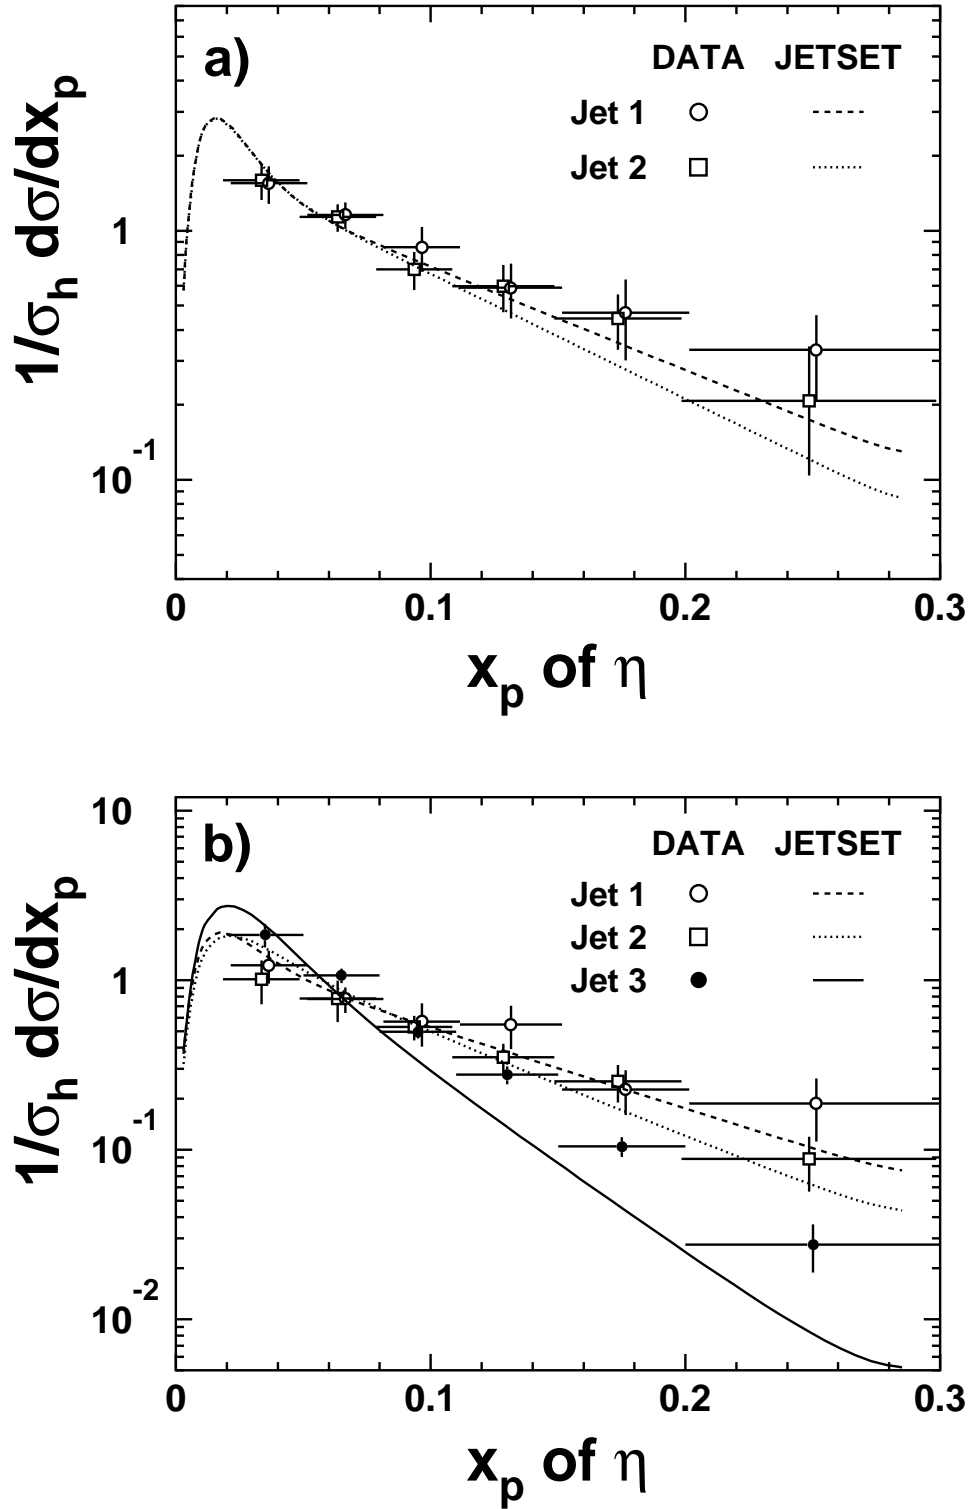 a)
DATA JETSET
Jet 1
Jet 2
1/σh dσ/dxp
1
10-1
0 0.1 0.2 0.3
xp of η
b)
DATA JETSET
Jet 1
Jet 2
Jet 3
1/σh dσ/dxp
10
1
10-1
10-2
0 0.1 0.2 0.3
xp of η